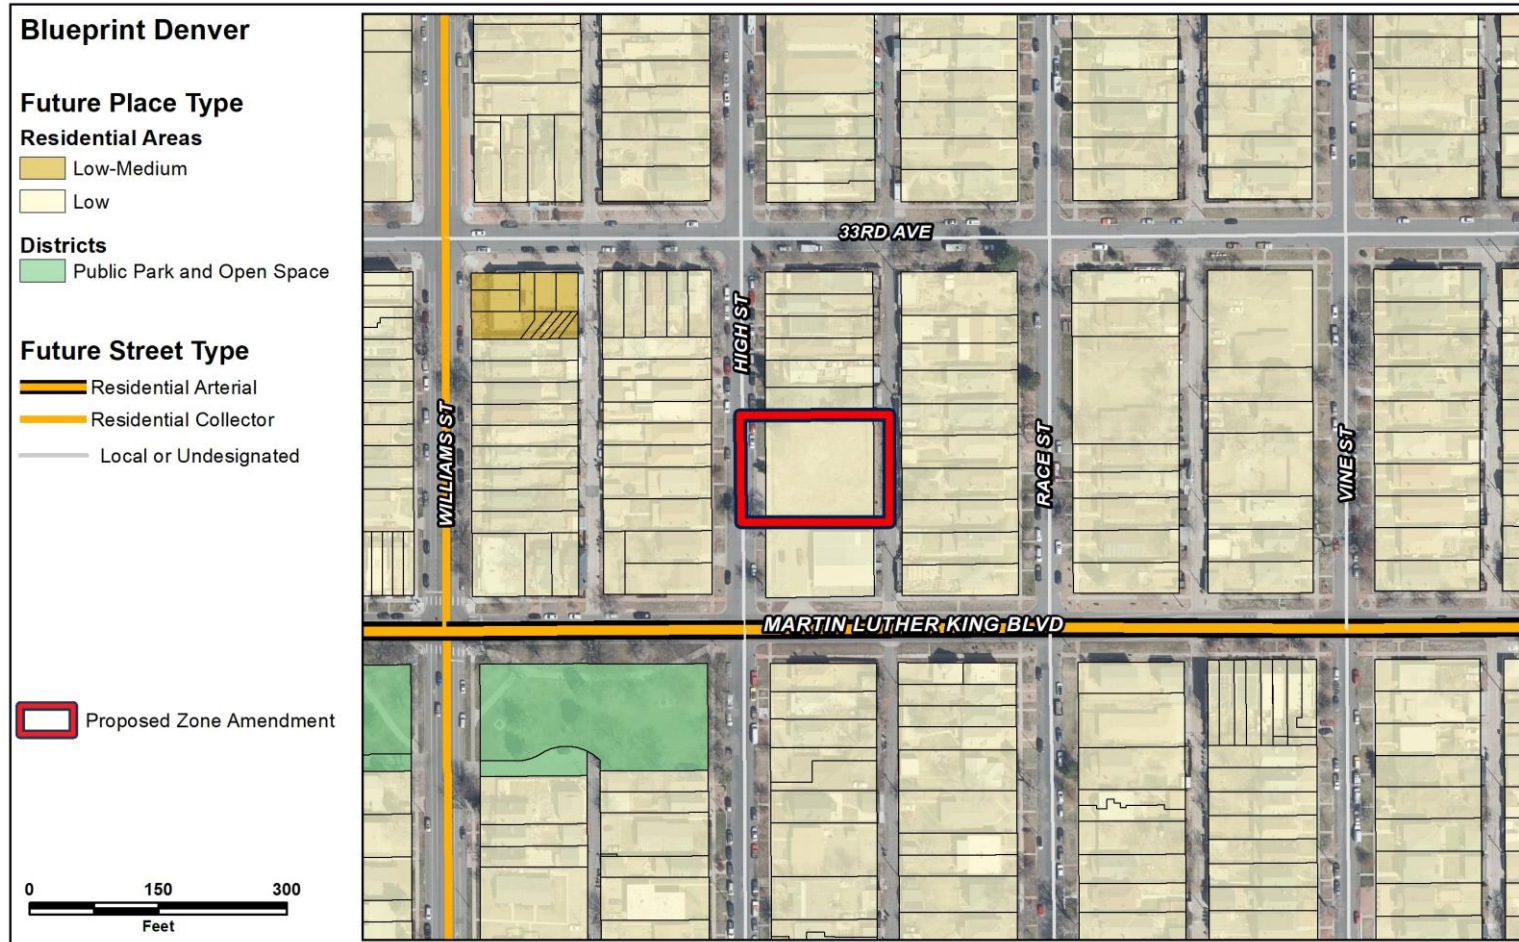 Blueprint Denver
Future Place Type
Residential Areas
Low-Medium
Low
Districts
Public Park and Open Space
Future Street Type
Residential Arterial
Residential Collector
Local or Undesignated
Proposed Zone Amendment
0 150 300
Feet
33RD AVE
HIGH ST
WILLIAMS ST
RACE ST
VINE ST
MARTIN LUTHER KING BLVD